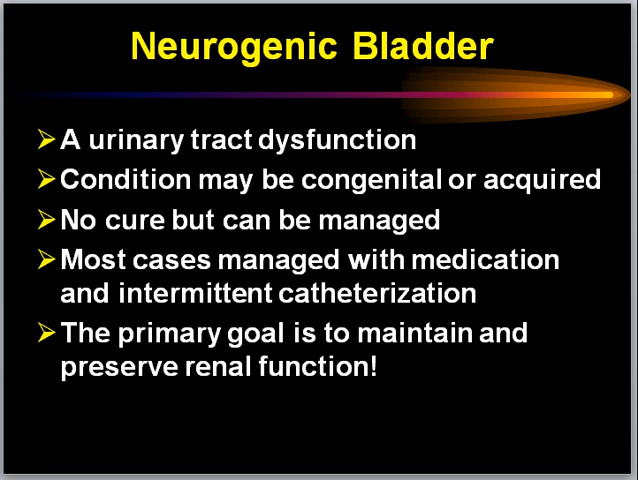 Neurogenic Bladder
A urinary tract dysfunction
Condition may be congenital or acquired
No cure but can be managed
Most cases managed with medication
and intermittent catheterization
The primary goal is to maintain and
preserve renal function!